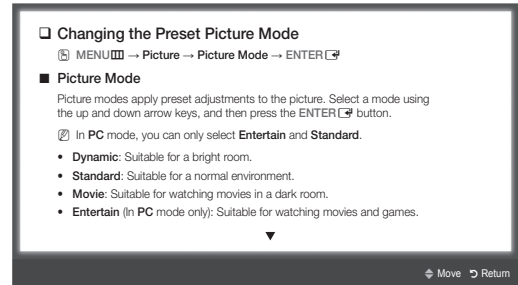 ❑ Changing the Preset Picture Mode
MENU → Picture → Picture Mode → ENTER
■ Picture Mode
Picture modes apply preset adjustments to the picture. Select a mode using
the up and down arrow keys, and then press the ENTER button.
In PC mode, you can only select Entertain and Standard.
• Dynamic: Suitable for a bright room.
• Standard: Suitable for a normal environment.
• Movie: Suitable for watching movies in a dark room.
• Entertain (In PC mode only): Suitable for watching movies and games.
▼
Move Return